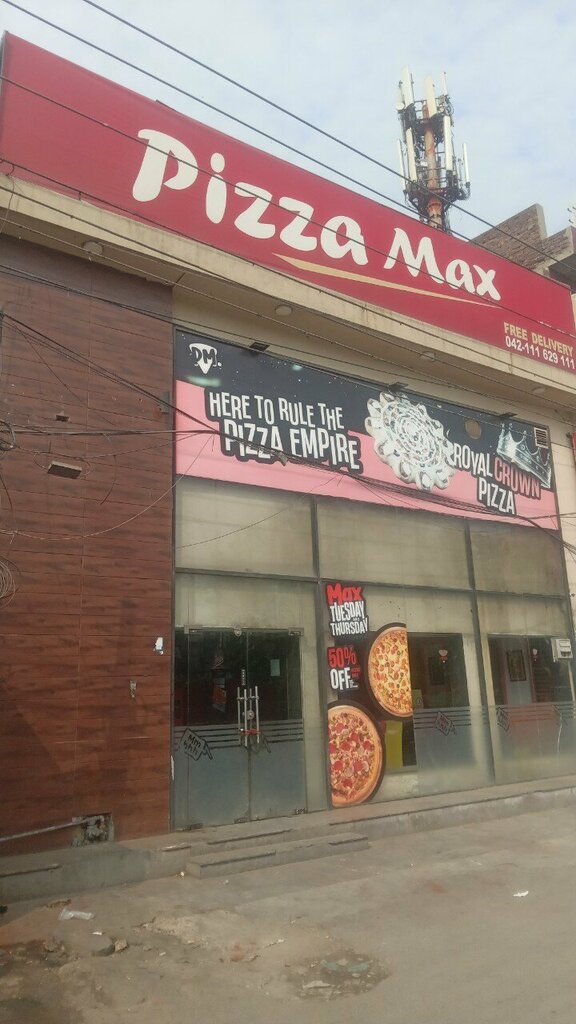 Pizza Max
FREE DELIVERY
042-111 629 111
PM
HERE TO RULE THE
PIZZA EMPIRE
ROYAL CROWN
PIZZA
Max
TUESDAY
THURSDAY
50%
OFF